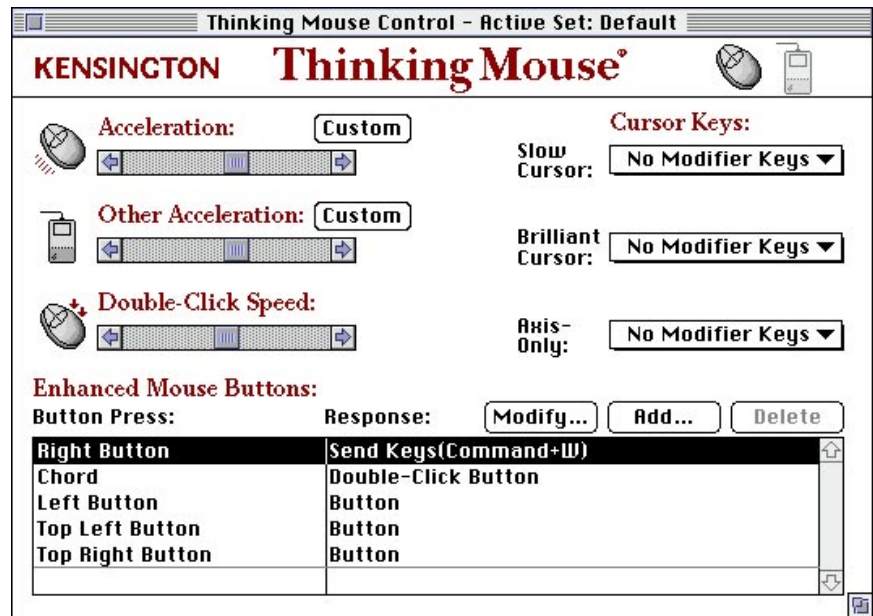 Thinking Mouse Control - Active Set: Default
KENSINGTON Thinking Mouse®
Acceleration: Custom
Cursor Keys:
Slow Cursor: No Modifier Keys
Other Acceleration: Custom
Brilliant Cursor: No Modifier Keys
Double-Click Speed:
Axis-Only: No Modifier Keys
Enhanced Mouse Buttons:
Button Press: Response: Modify... Add... Delete
Right Button Send Keys(Command+W)
Chord Double-Click Button
Left Button Button
Top Left Button Button
Top Right Button Button